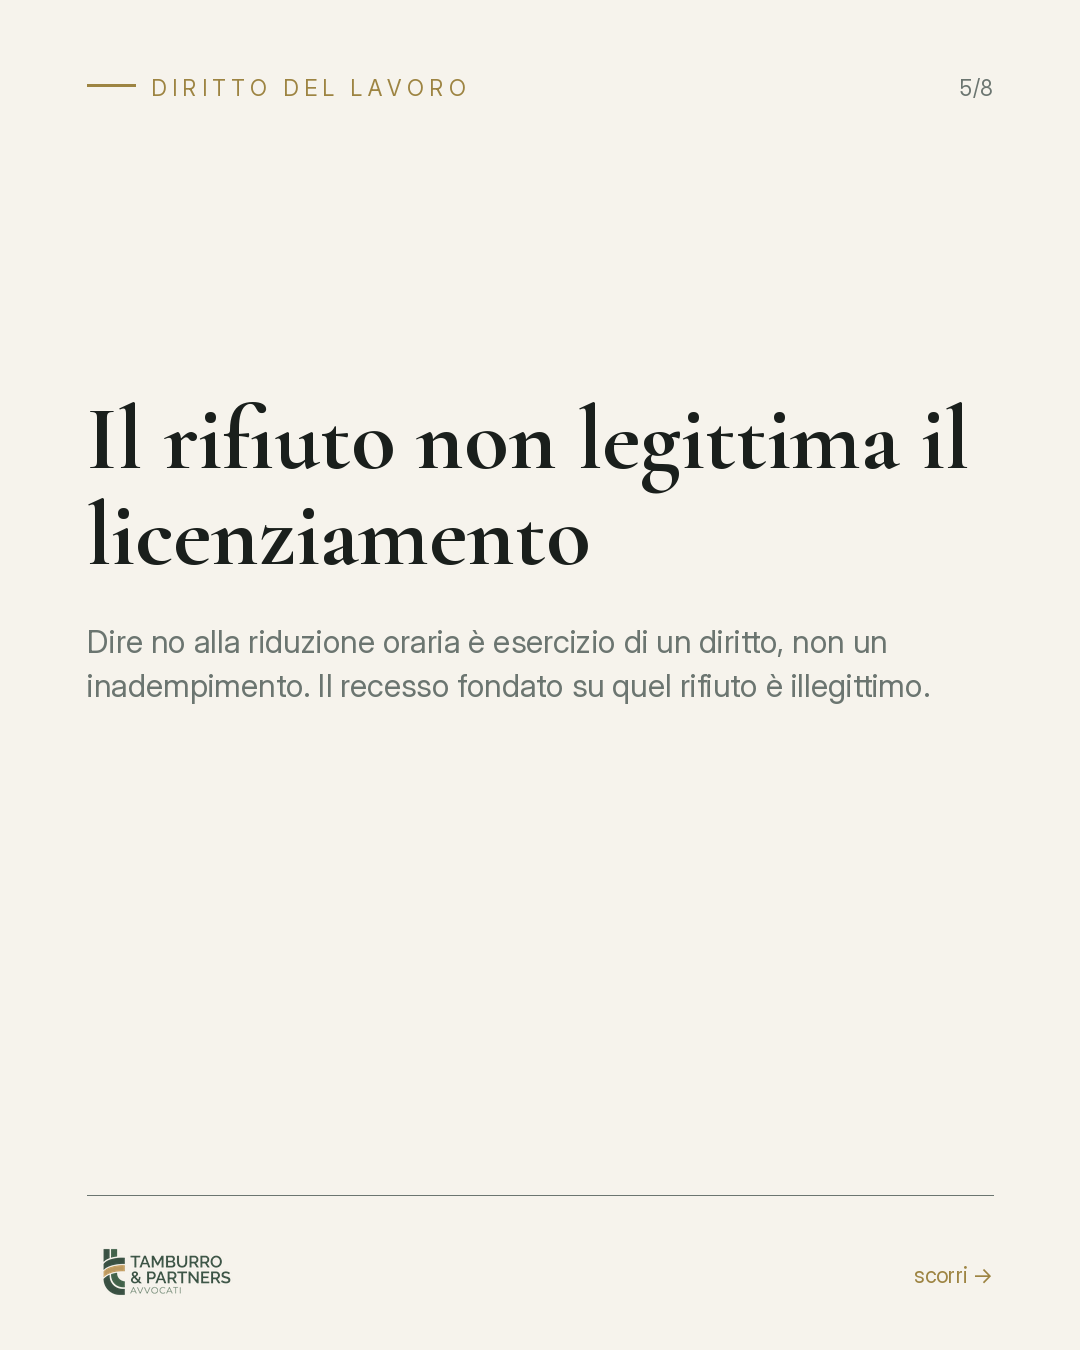 DIRITTO DEL LAVORO
5/8
Il rifiuto non legittima il
licenziamento
Dire no alla riduzione oraria è esercizio di un diritto, non un
inadempimento. Il recesso fondato su quel rifiuto è illegittimo.
TAMBURRO
& PARTNERS
AVVOCATI
scorri →